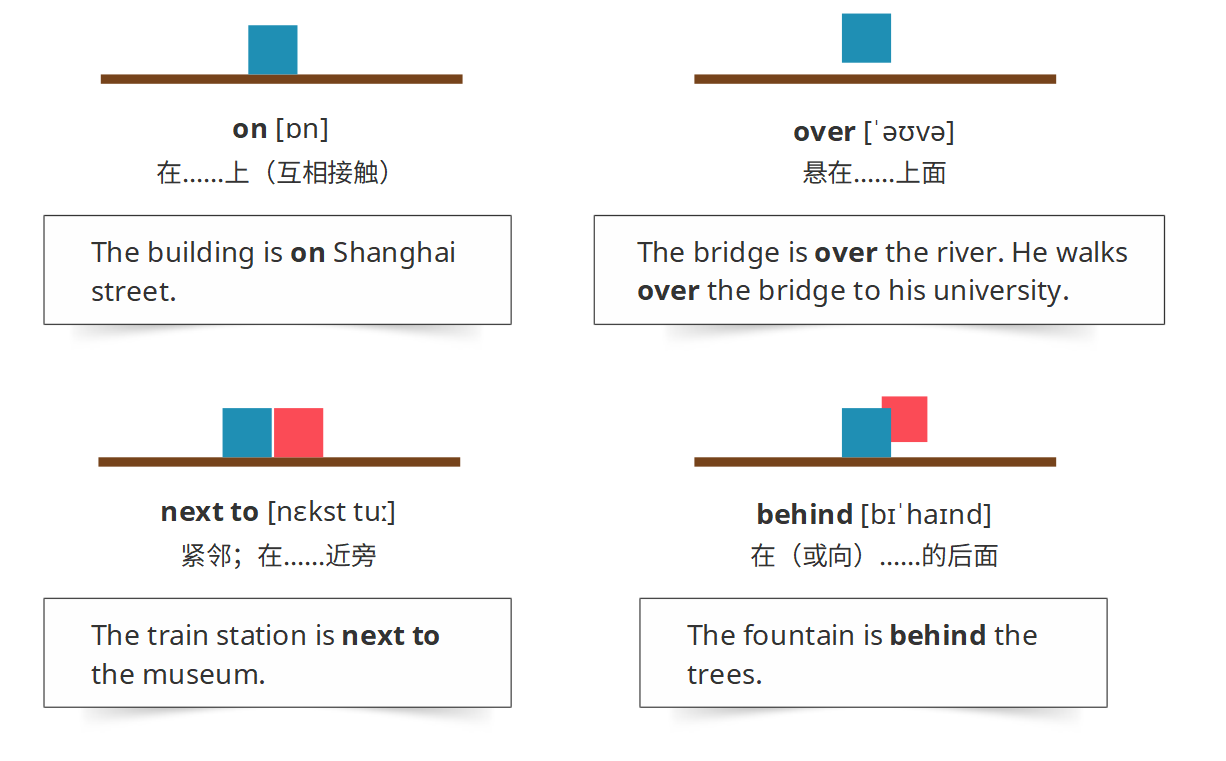 on [ɒn]
在......上（互相接触）
The building is on Shanghai
street.
over [ˈəʊvə]
悬在......上面
The bridge is over the river. He walks
over the bridge to his university.
next to [nɛkst tuː]
紧邻；在......近旁
The train station is next to
the museum.
behind [bɪˈhaɪnd]
在（或向）......的后面
The fountain is behind the
trees.